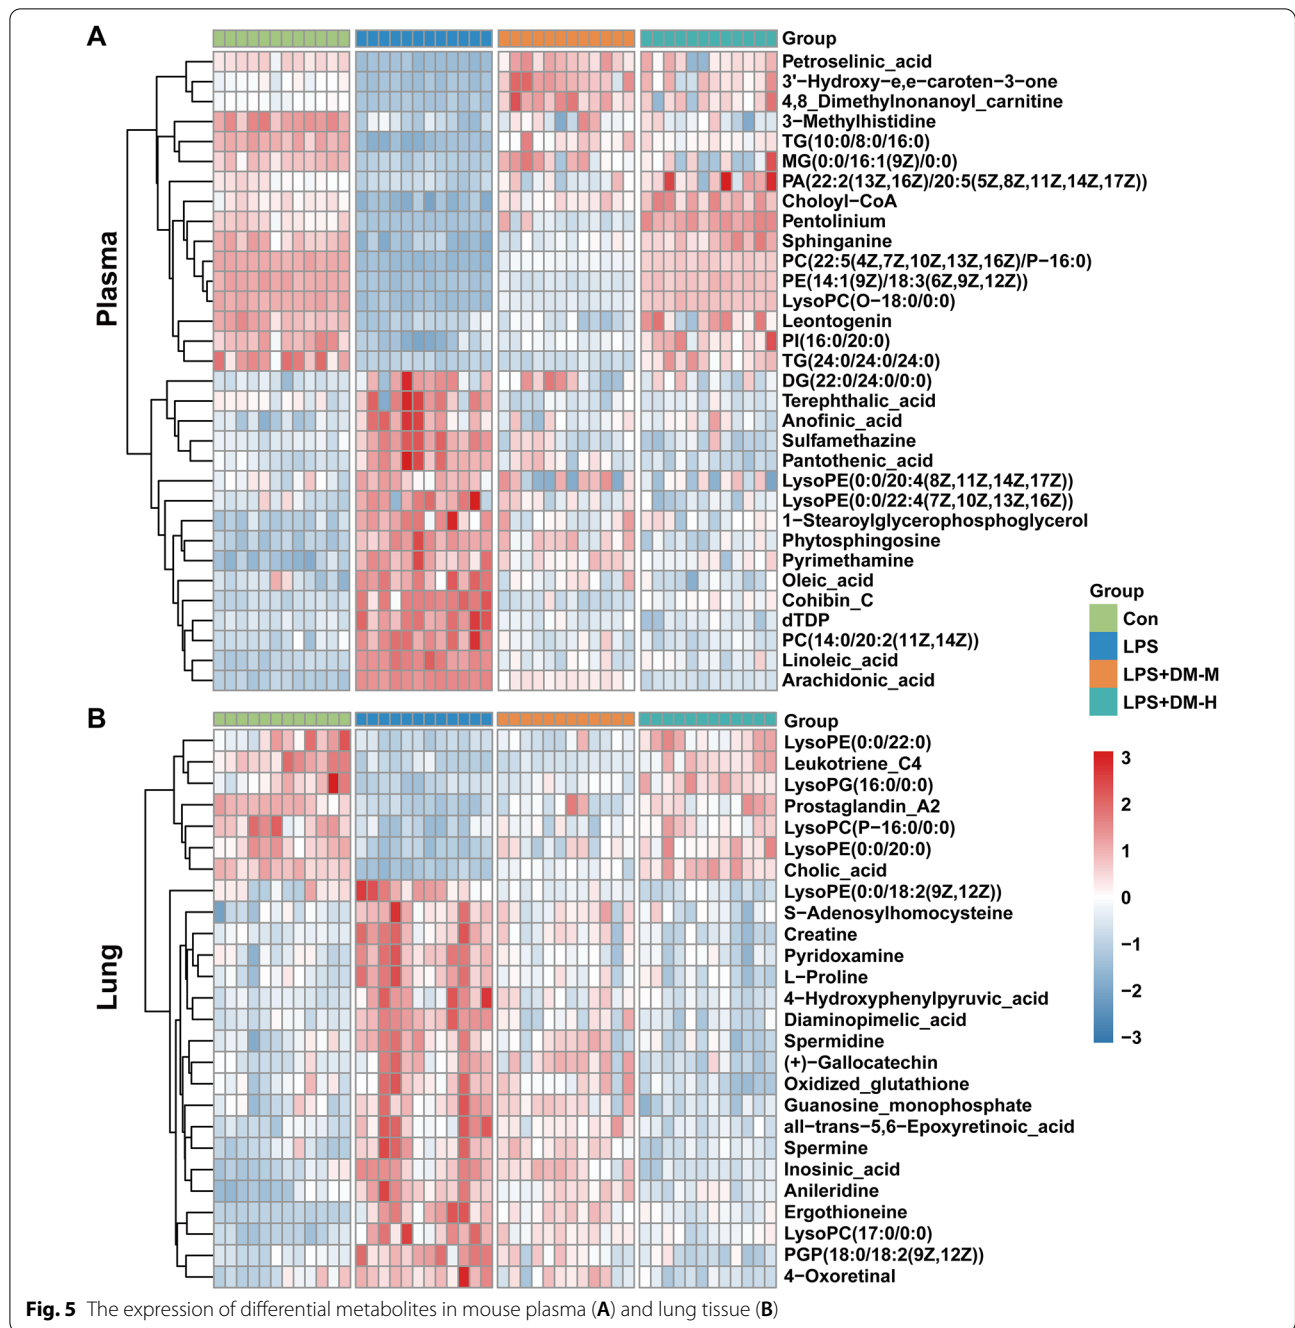 A
Group
Petroselinic_acid
3'−Hydroxy−e,e−caroten−3−one
4,8_Dimethylnonanoyl_carnitine
3−Methylhistidine
TG(10:0/8:0/16:0)
MG(0:0/16:1(9Z)/0:0)
PA(22:2(13Z,16Z)/20:5(5Z,8Z,11Z,14Z,17Z))
Choloyl−CoA
Pentolinium
Sphinganine
PC(22:5(4Z,7Z,10Z,13Z,16Z)/P−16:0)
PE(14:1(9Z)/18:3(6Z,9Z,12Z))
LysoPC(O−18:0/0:0)
Leontogenin
PI(16:0/20:0)
TG(24:0/24:0/24:0)
DG(22:0/24:0/0:0)
Terephthalic_acid
Anofinic_acid
Sulfamethazine
Pantothenic_acid
LysoPE(0:0/20:4(8Z,11Z,14Z,17Z))
LysoPE(0:0/22:4(7Z,10Z,13Z,16Z))
1−Stearoylglycerophosphoglycerol
Phytosphingosine
Pyrimethamine
Oleic_acid
Cohibin_C
dTDP
PC(14:0/20:2(11Z,14Z))
Linoleic_acid
Arachidonic_acid
Plasma
B
Group
LysoPE(0:0/22:0)
Leukotriene_C4
LysoPG(16:0/0:0)
Prostaglandin_A2
LysoPC(P−16:0/0:0)
LysoPE(0:0/20:0)
Cholic_acid
LysoPE(0:0/18:2(9Z,12Z))
S−Adenosylhomocysteine
Creatine
Pyridoxamine
L−Proline
4−Hydroxyphenylpyruvic_acid
Diaminopimelic_acid
Spermidine
(+)−Gallocatechin
Oxidized_glutathione
Guanosine_monophosphate
all−trans−5,6−Epoxyretinoic_acid
Spermine
Inosinic_acid
Anileridine
Ergothioneine
LysoPC(17:0/0:0)
PGP(18:0/18:2(9Z,12Z))
4−Oxoretinal
Lung
Group
Con
LPS
LPS+DM-M
LPS+DM-H
3
2
1
0
−1
−2
−3
Fig. 5 The expression of differential metabolites in mouse plasma (A) and lung tissue (B)